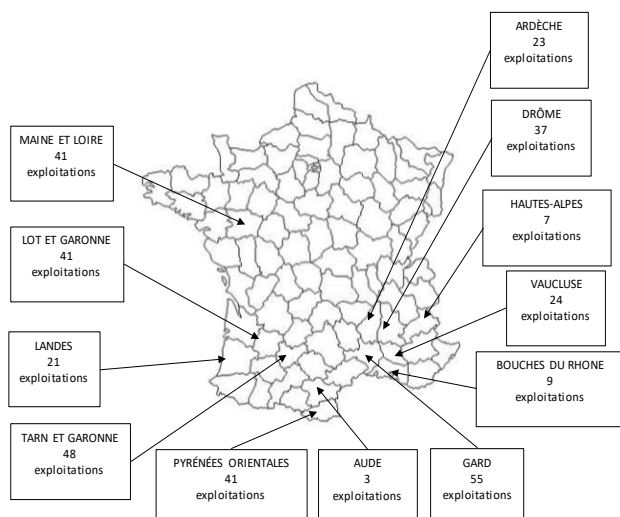 ARDÈCHE
23
exploitations
DRÔME
37
exploitations
MAINE ET LOIRE
41
exploitations
HAUTES-ALPES
7
exploitations
LOT ET GARONNE
41
exploitations
VAUCLUSE
24
exploitations
LANDES
21
exploitations
BOUCHES DU RHONE
9
exploitations
TARN ET GARONNE
48
exploitations
PYRÉNÉES ORIENTALES
41
exploitations
AUDE
3
exploitations
GARD
55
exploitations